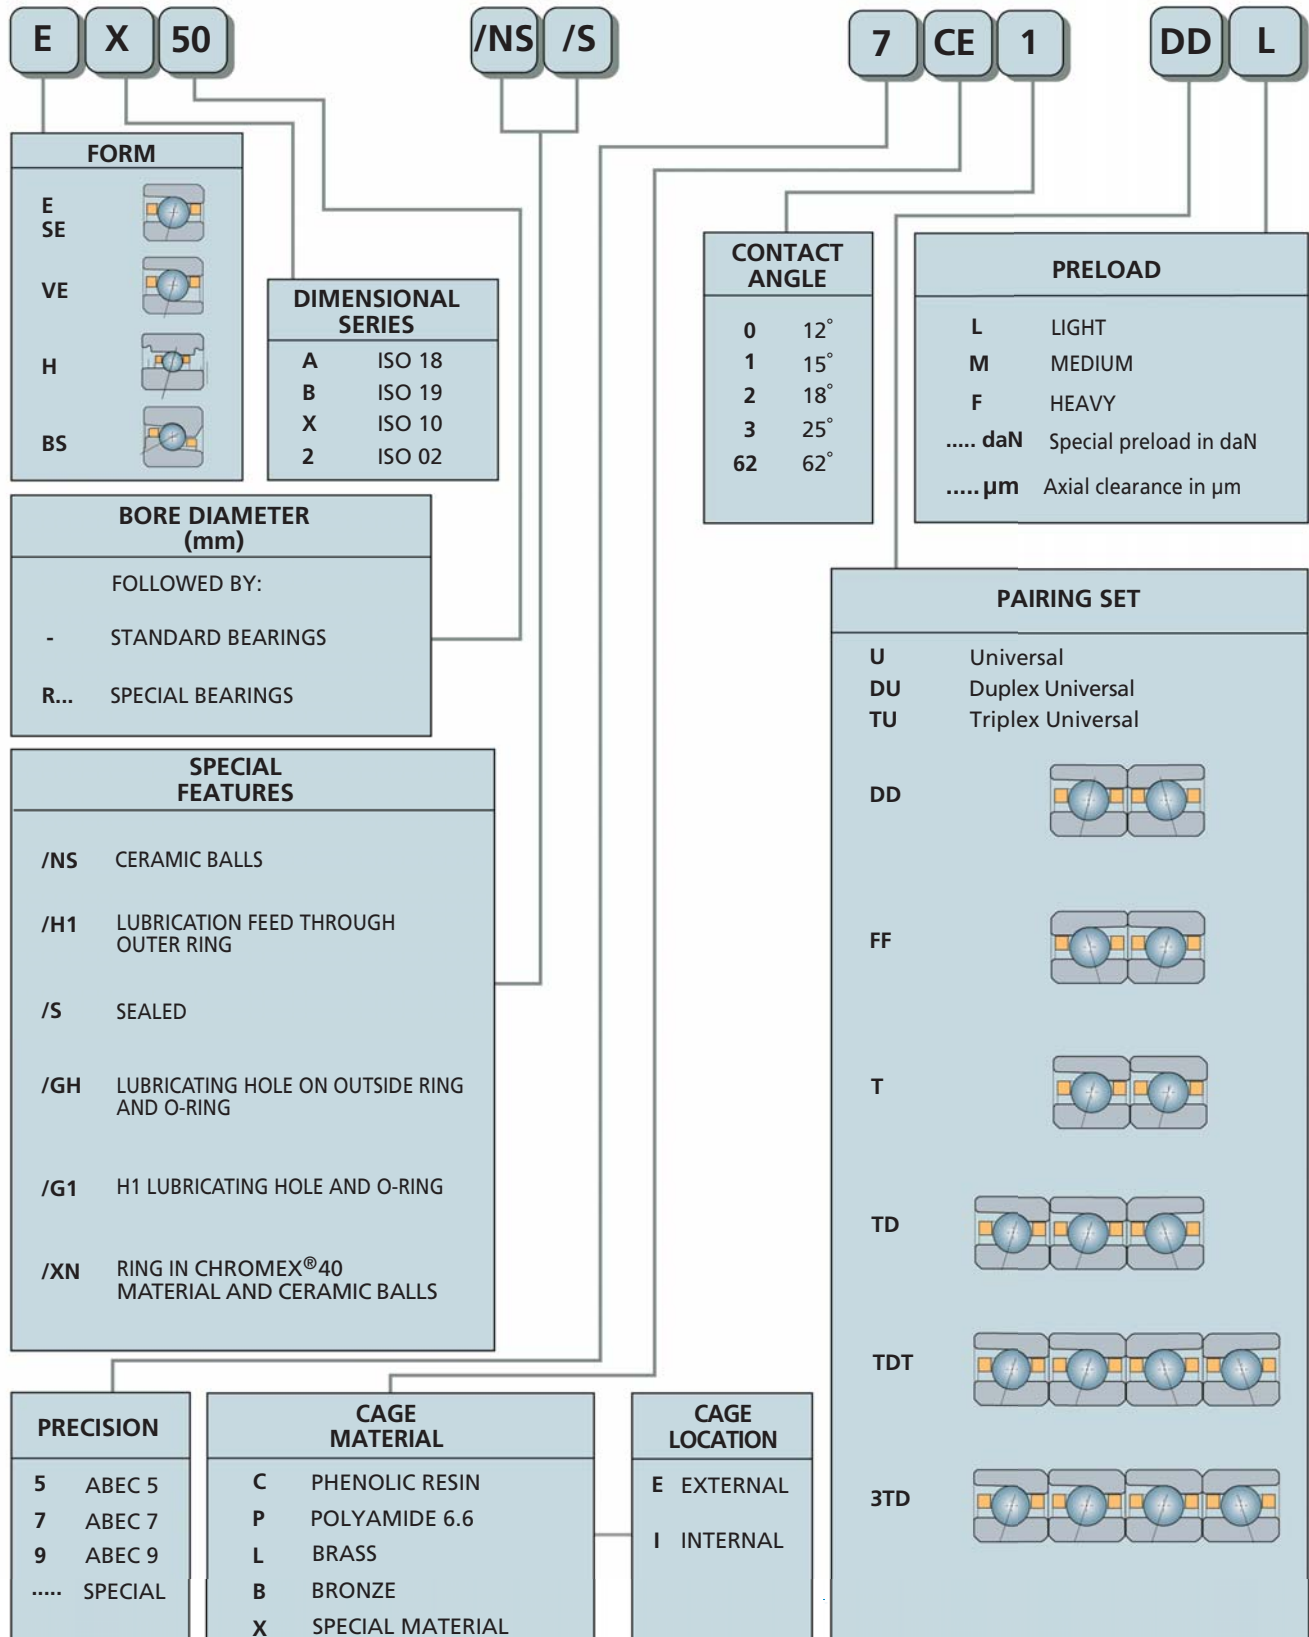 E X 50 /NS /S 7 CE 1 DD L
FORM
E
SE
VE
H
BS
DIMENSIONAL
SERIES
A ISO 18
B ISO 19
X ISO 10
2 ISO 02
CONTACT
ANGLE
0 12°
1 15°
2 18°
3 25°
62 62°
PRELOAD
L LIGHT
M MEDIUM
F HEAVY
..... daN Special preload in daN
..... µm Axial clearance in µm
BORE DIAMETER
(mm)
FOLLOWED BY:
- STANDARD BEARINGS
R... SPECIAL BEARINGS
SPECIAL
FEATURES
/NS CERAMIC BALLS
/H1 LUBRICATION FEED THROUGH
OUTER RING
/S SEALED
/GH LUBRICATING HOLE ON OUTSIDE RING
AND O-RING
/G1 H1 LUBRICATING HOLE AND O-RING
/XN RING IN CHROMEX®40
MATERIAL AND CERAMIC BALLS
PAIRING SET
U Universal
DU Duplex Universal
TU Triplex Universal
DD
FF
T
TD
TDT
3TD
PRECISION
5 ABEC 5
7 ABEC 7
9 ABEC 9
..... SPECIAL
CAGE
MATERIAL
C PHENOLIC RESIN
P POLYAMIDE 6.6
L BRASS
B BRONZE
X SPECIAL MATERIAL
CAGE
LOCATION
E EXTERNAL
I INTERNAL